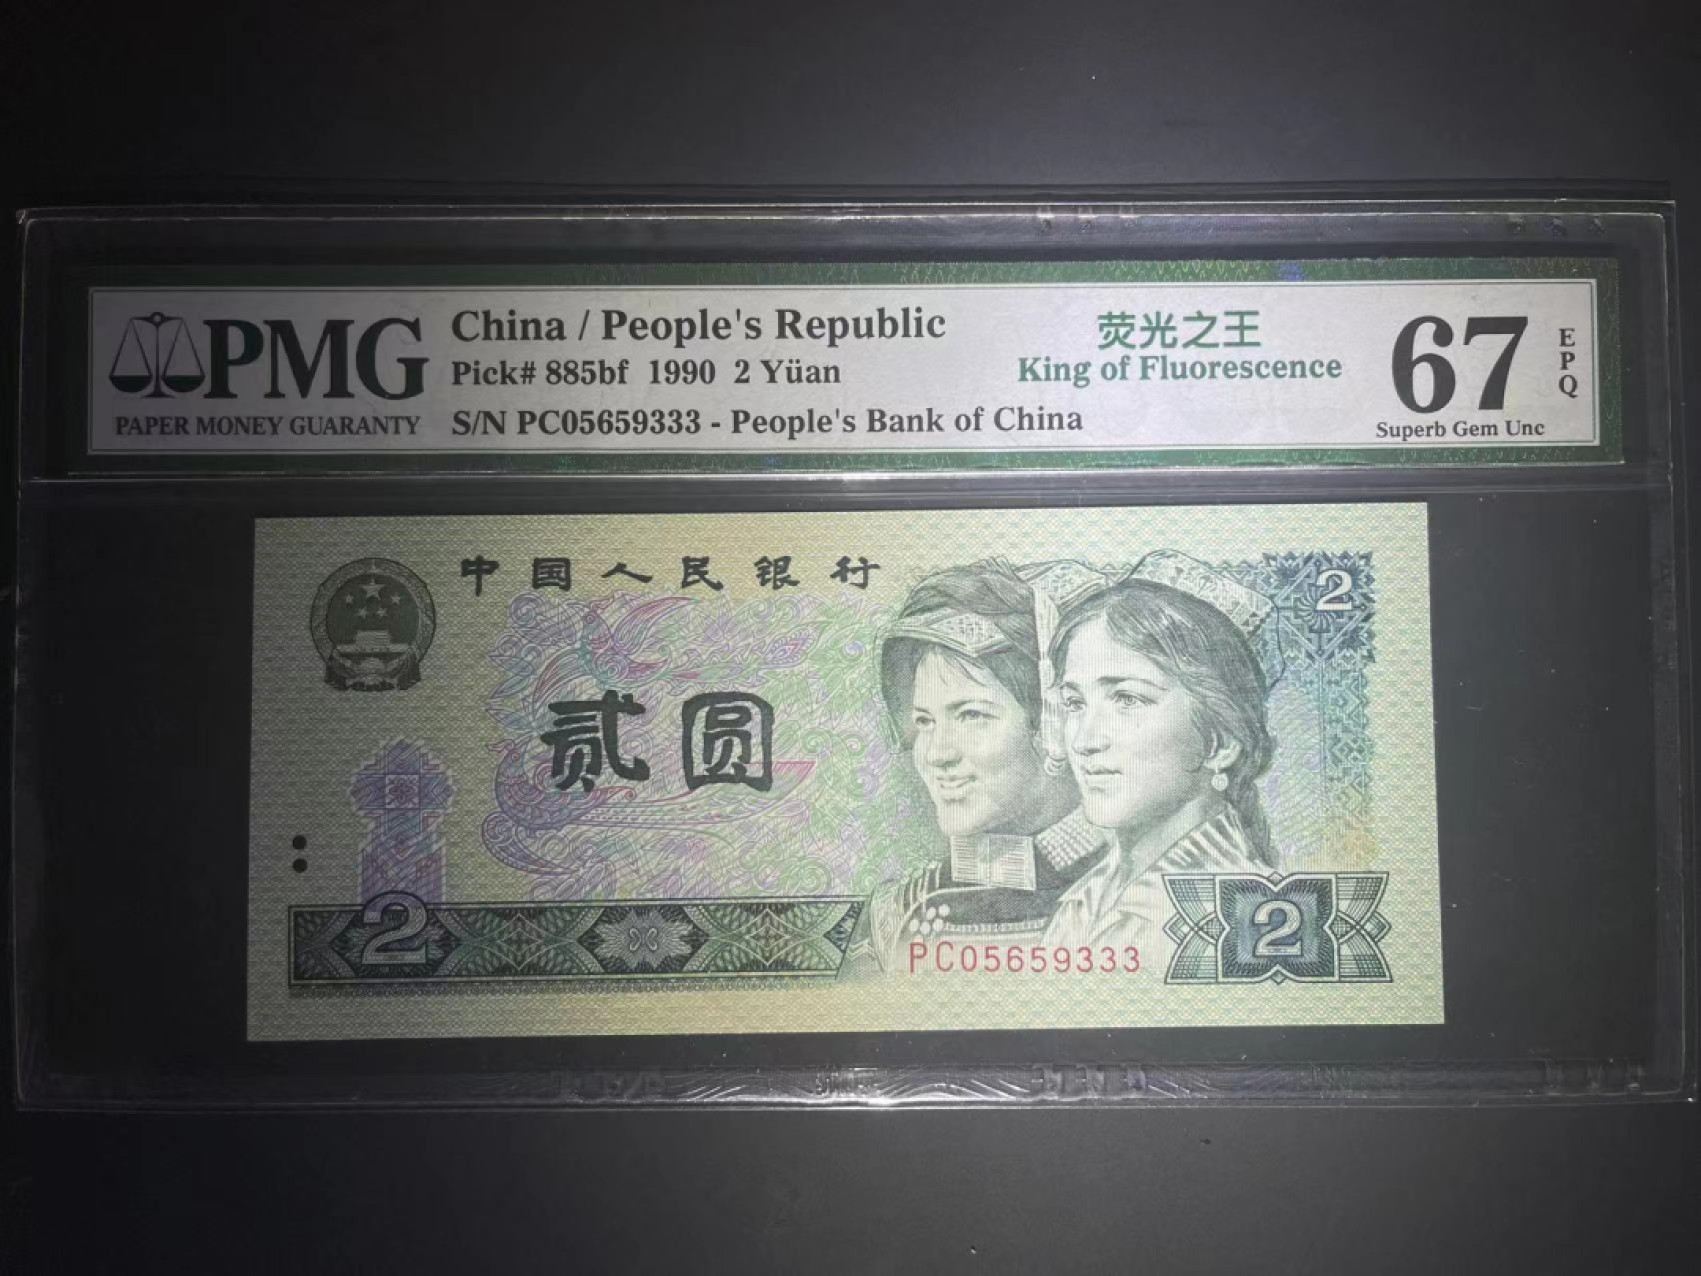 PMG
PAPER MONEY GUARANTY
China / People's Republic
Pick# 885bf 1990 2 Yüan
S/N PC05659333 - People's Bank of China
荧光之王
King of Fluorescence
67
EPQ
Superb Gem Unc
中国人民银行
2
贰圆
2
PC05659333
2